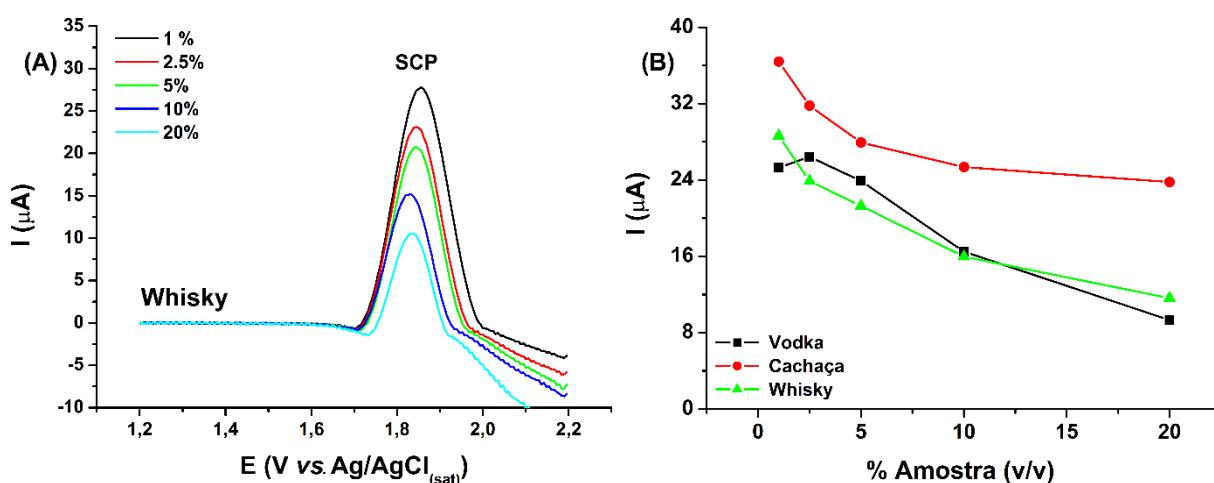 (A)
35
30
25
20
15
10
5
0
-5
-10
I (µA)
1 %
2.5%
5%
10%
20%
SCP
Whisky
1,2
1,4
1,6
1,8
2,0
2,2
E (V vs. Ag/AgCl(sat))
(B)
40
32
24
16
8
0
I (µA)
Vodka
Cachaça
Whisky
0
5
10
15
20
% Amostra (v/v)